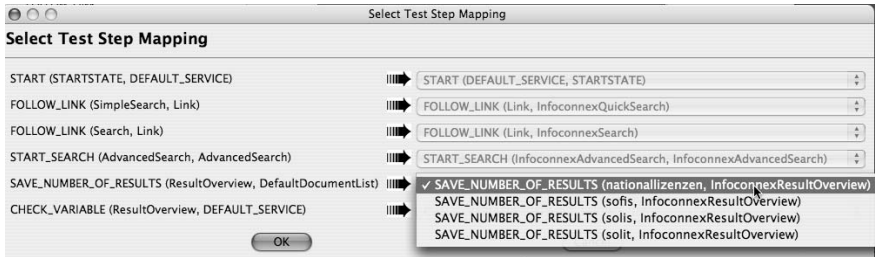 Select Test Step Mapping
Select Test Step Mapping
START (STARTSTATE, DEFAULT_SERVICE)
START (DEFAULT_SERVICE, STARTSTATE)
FOLLOW_LINK (SimpleSearch, Link)
FOLLOW_LINK (Link, InfoconnexQuickSearch)
FOLLOW_LINK (Search, Link)
FOLLOW_LINK (Link, InfoconnexSearch)
START_SEARCH (AdvancedSearch, AdvancedSearch)
START_SEARCH (InfoconnexAdvancedSearch, InfoconnexAdvancedSearch)
SAVE_NUMBER_OF_RESULTS (ResultOverview, DefaultDocumentList)
✓ SAVE_NUMBER_OF_RESULTS (nationallizenzen, InfoconnexResultOverview)
SAVE_NUMBER_OF_RESULTS (sofis, InfoconnexResultOverview)
CHECK_VARIABLE (ResultOverview, DEFAULT_SERVICE)
SAVE_NUMBER_OF_RESULTS (solis, InfoconnexResultOverview)
SAVE_NUMBER_OF_RESULTS (solit, InfoconnexResultOverview)
OK